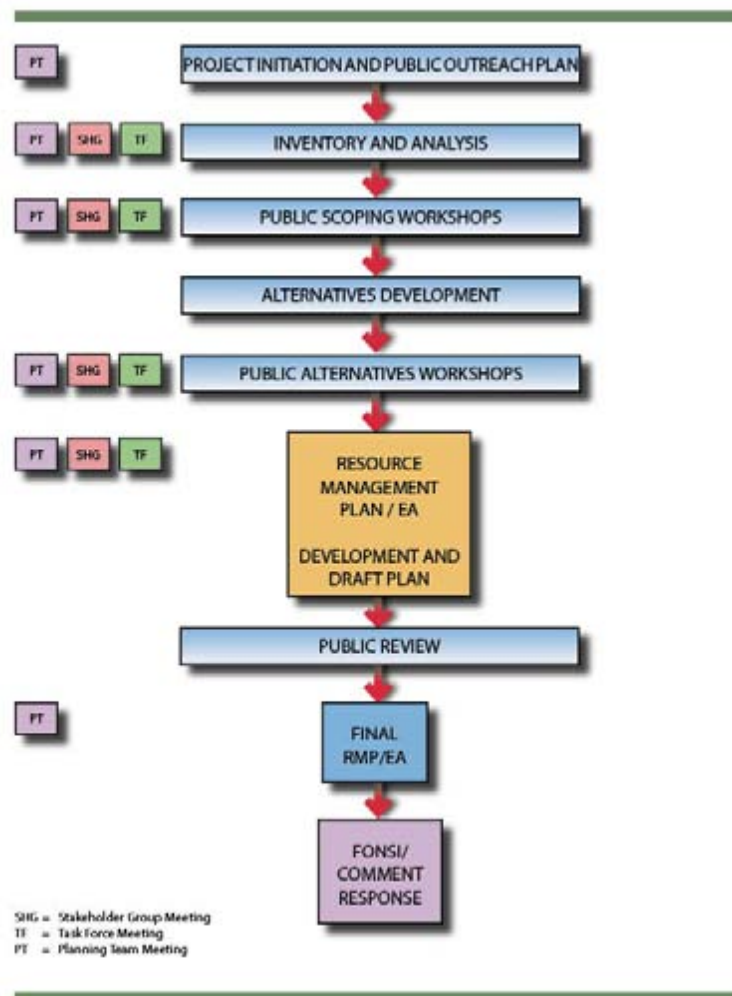 PT
PROJECT INITIATION AND PUBLIC OUTREACH PLAN
PT SHG TF
INVENTORY AND ANALYSIS
PT SHG TF
PUBLIC SCOPING WORKSHOPS
ALTERNATIVES DEVELOPMENT
PT SHG TF
PUBLIC ALTERNATIVES WORKSHOPS
PT SHG TF
RESOURCE
MANAGEMENT
PLAN / EA
DEVELOPMENT AND
DRAFT PLAN
PUBLIC REVIEW
PT
FINAL
RMP/EA
FONSI/
COMMENT
RESPONSE
SHG = Stakeholder Group Meeting
TF = Task Force Meeting
PT = Planning Team Meeting